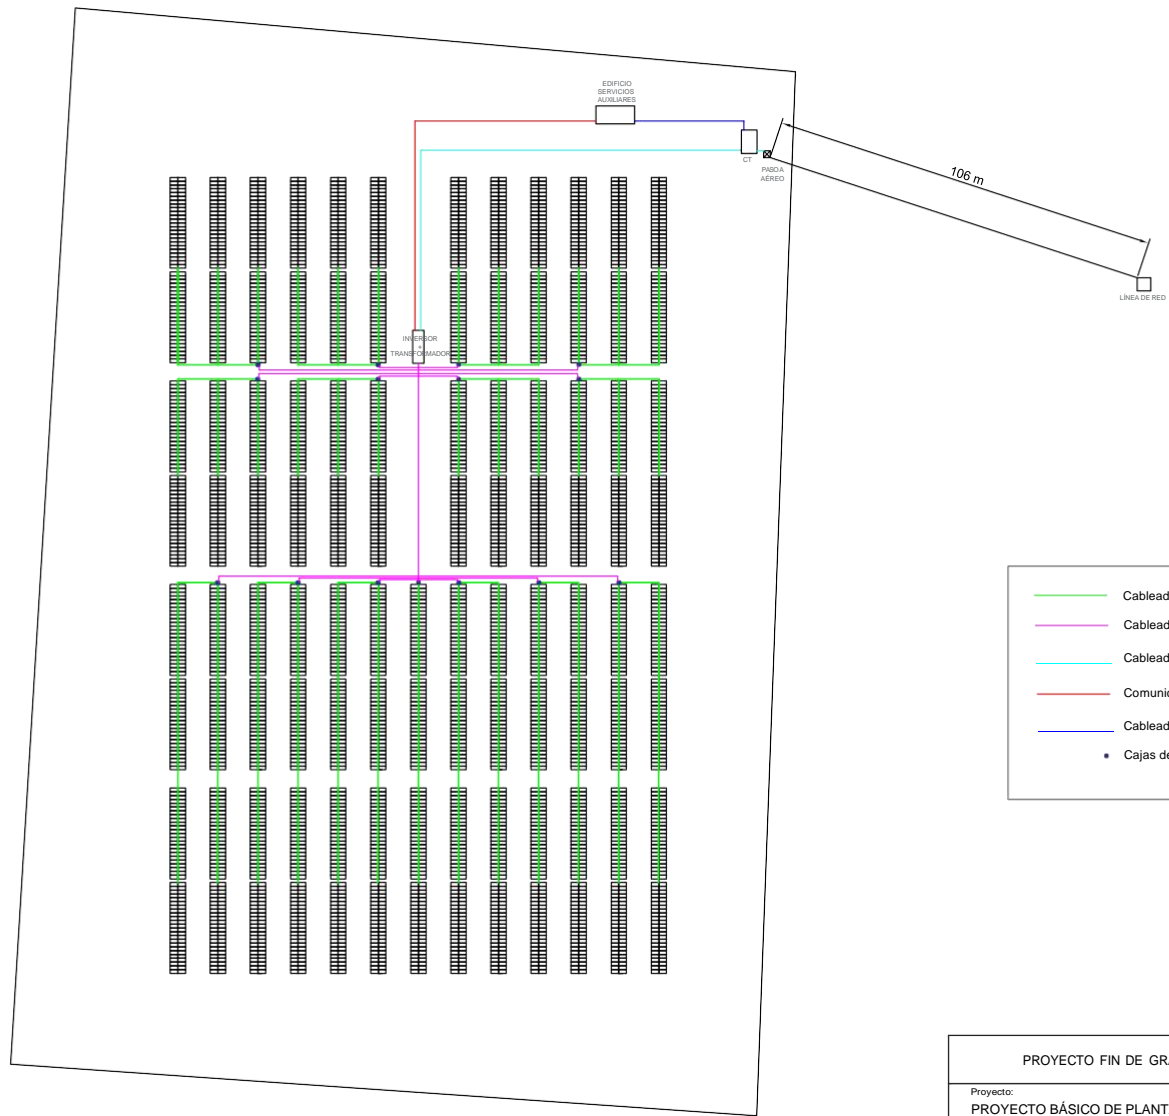 EDIFICIO
SERVICIOS
AUXILIARES
CT
PASO A
AÉREO
106 m
LÍNEA DE RED
INVERSOR
+
TRANSFORMADOR
Cablead
Cablead
Cablead
Comunic
Cablead
Cajas de
PROYECTO FIN DE GRA
Proyecto:
PROYECTO BÁSICO DE PLANT